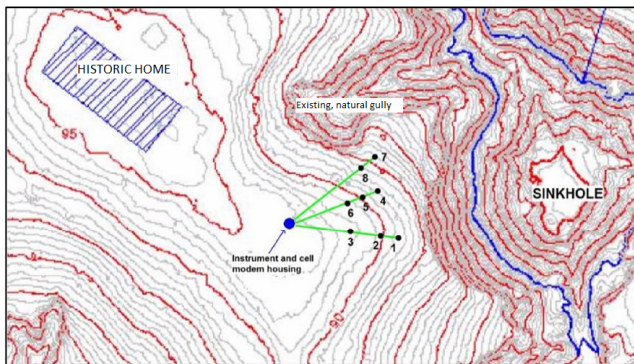 HISTORIC HOME
Existing, natural gully
95
7
8
4
5
6
SINKHOLE
3
2
1
Instrument and cell
modem housing
90